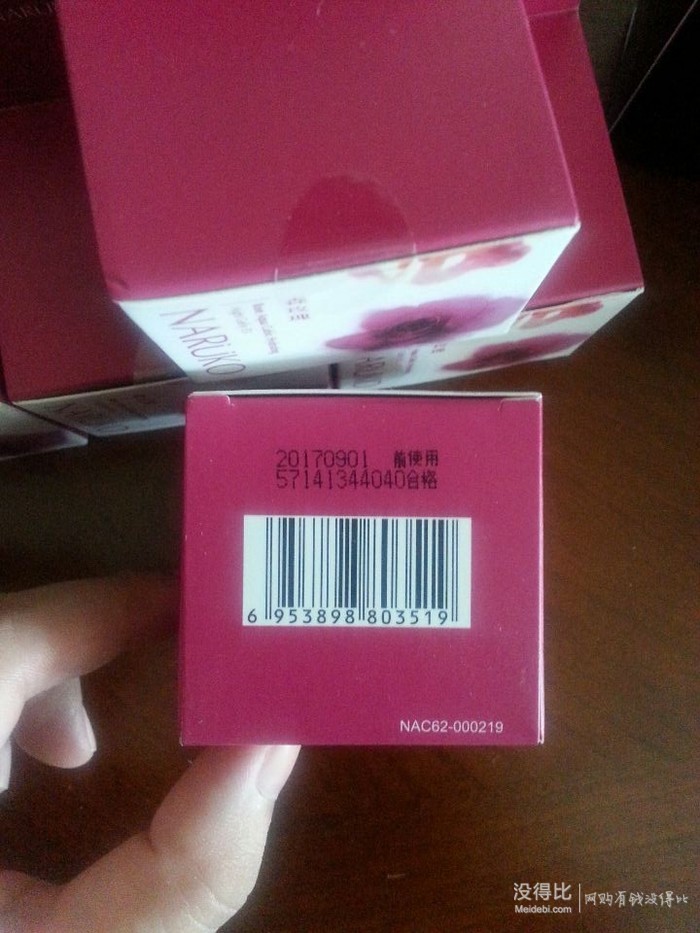 NARÜKO
20170901 前使用
57141344040合格
6 953898 803519
NAC62-000219
没得比 网购有钱没得比
Meidebi.com